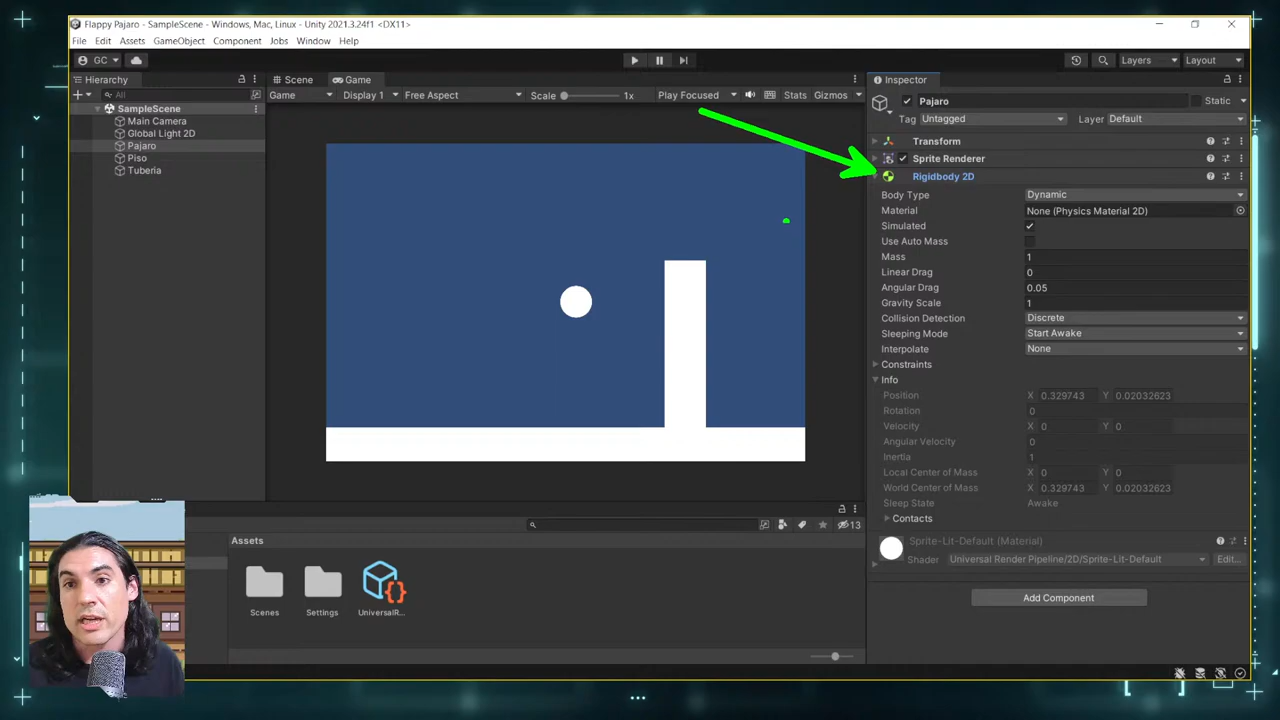 Flappy Pajaro - SampleScene - Windows, Mac, Linux - Unity 2021.3.24f1 <DX11>
File Edit Assets GameObject Component Jobs Window Help
GC Layers Layout
Hierarchy
All
SampleScene
Main Camera
Global Light 2D
Pajaro
Piso
Tuberia
Scene Game
Game Display 1 Free Aspect Scale 1x Play Focused Stats Gizmos
Inspector
Pajaro Static
Tag Untagged Layer Default
Transform
Sprite Renderer
Rigidbody 2D
Body Type Dynamic
Material None (Physics Material 2D)
Simulated
Use Auto Mass
Mass 1
Linear Drag 0
Angular Drag 0.05
Gravity Scale 1
Collision Detection Discrete
Sleeping Mode Start Awake
Interpolate None
Constraints
Info
Position X 0.329743 Y 0.02032623
Rotation 0
Velocity X 0 Y 0
Angular Velocity 0
Inertia 1
Local Center of Mass X 0 Y 0
World Center of Mass X 0.329743 Y 0.02032623
Sleep State Awake
Contacts
Sprite-Lit-Default (Material)
Shader Universal Render Pipeline/2D/Sprite-Lit-Default Edit...
Add Component
13
Assets
Scenes Settings UniversalR...